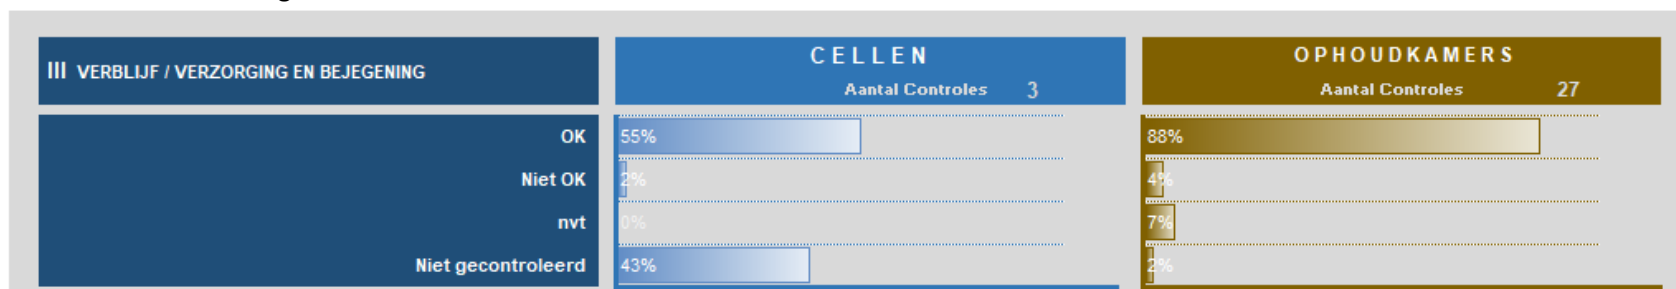 III VERBLIJF / VERZORGING EN BEJEGENING
CELLEN
Aantal Controles 3
OPHOUDKAMERS
Aantal Controles 27
OK 55% 88%
Niet OK 2% 4%
nvt 0% 7%
Niet gecontroleerd 43% 2%